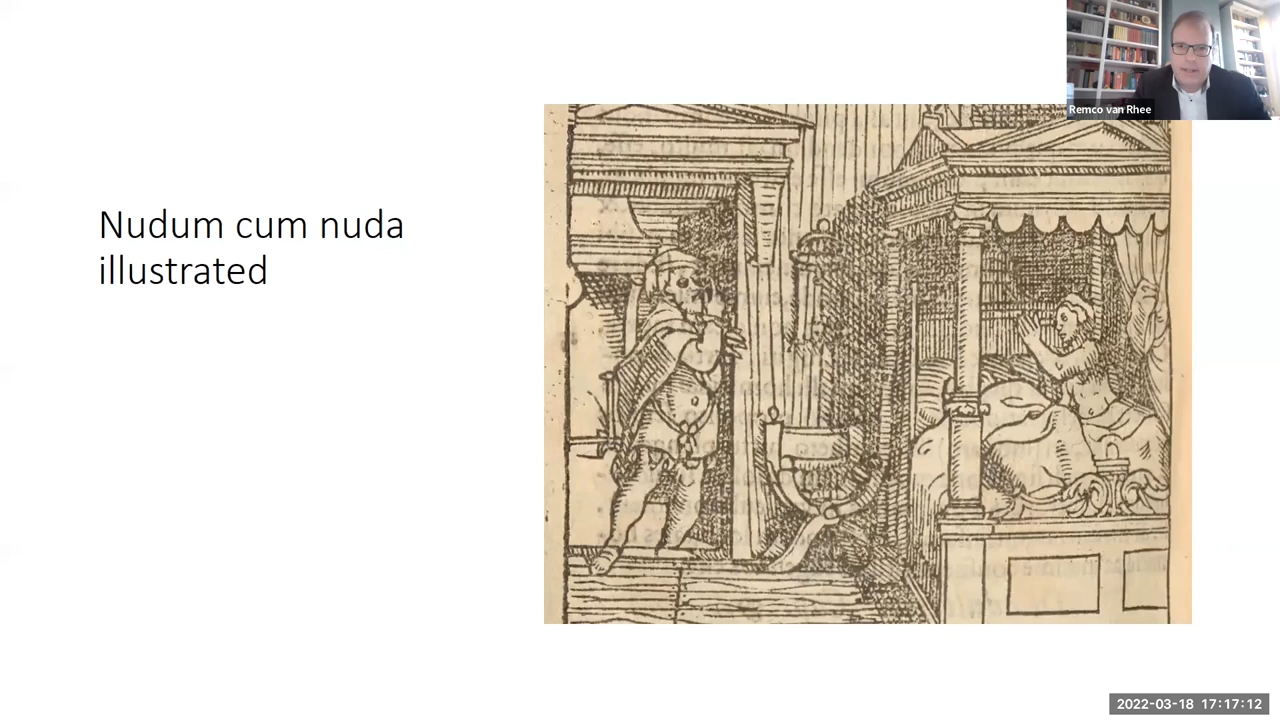 Nudum cum nuda
illustrated
Remco van Rhee
2022-03-18 17:17:12